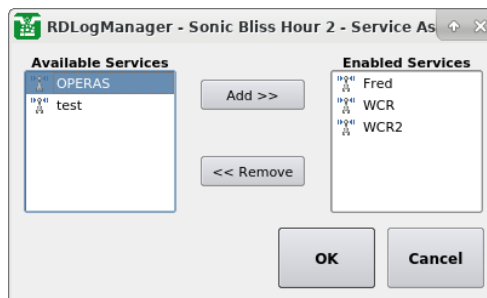 RDLogManager - Sonic Bliss Hour 2 - Service As
Available Services
OPERAS
test
Add >>
<< Remove
Enabled Services
Fred
WCR
WCR2
OK
Cancel